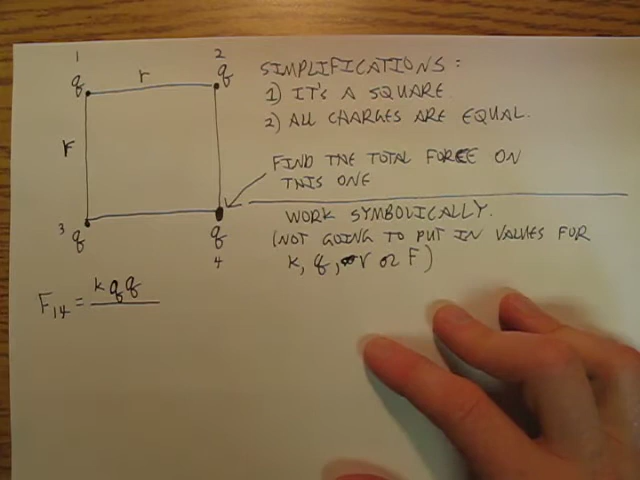 1
2
q
r
q
SIMPLIFICATIONS:
1) IT'S A SQUARE.
2) ALL CHARGES ARE EQUAL.
r
FIND THE TOTAL FORCE ON
THIS ONE
3
q
q
4
WORK SYMBOLICALLY.
(NOT GOING TO PUT IN VALUES FOR
k, q, r OR F)
F14 = kqq